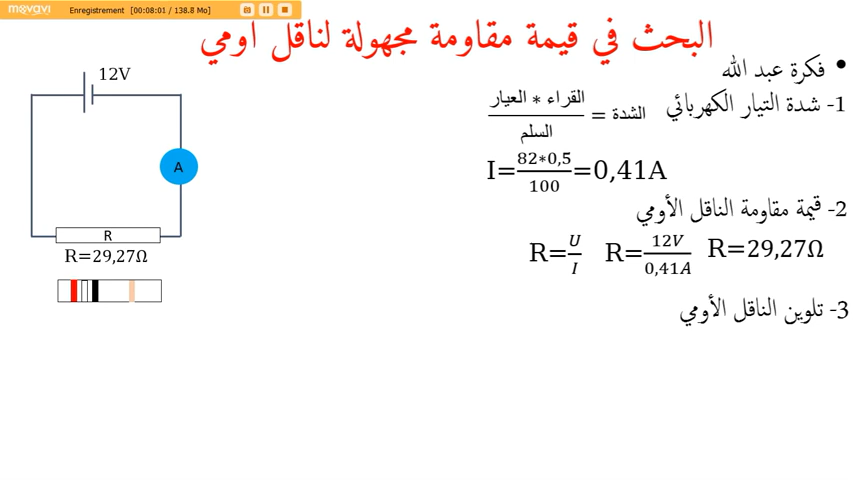 movavi
Enregistrement [00:08:01 / 138.8 Mo]
البحث في قيمة مقاومة مجهولة لناقل اومي
• فكرة عبد الله
1- شدة التيار الكهربائي الشدة = القراء * العيار / السلم
I=82*0,5/100=0,41A
2- قيمة مقاومة الناقل الأومي
R=U/I R=12V/0,41A R=29,27Ω
3- تلوين الناقل الأومي
12V
A
R
R=29,27Ω